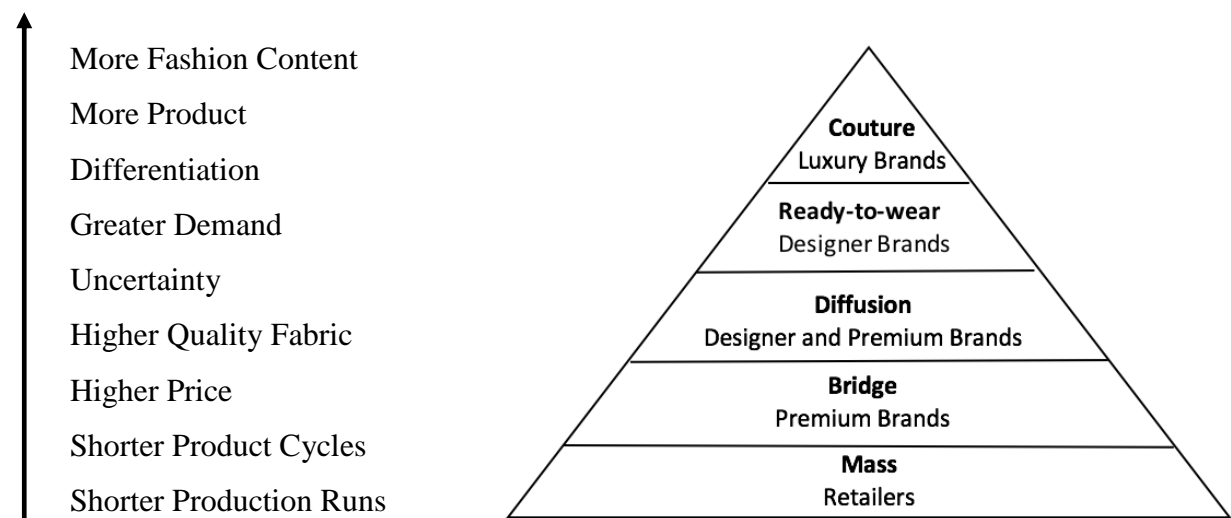 More Fashion Content
More Product
Differentiation
Greater Demand
Uncertainty
Higher Quality Fabric
Higher Price
Shorter Product Cycles
Shorter Production Runs
Couture
Luxury Brands
Ready-to-wear
Designer Brands
Diffusion
Designer and Premium Brands
Bridge
Premium Brands
Mass
Retailers